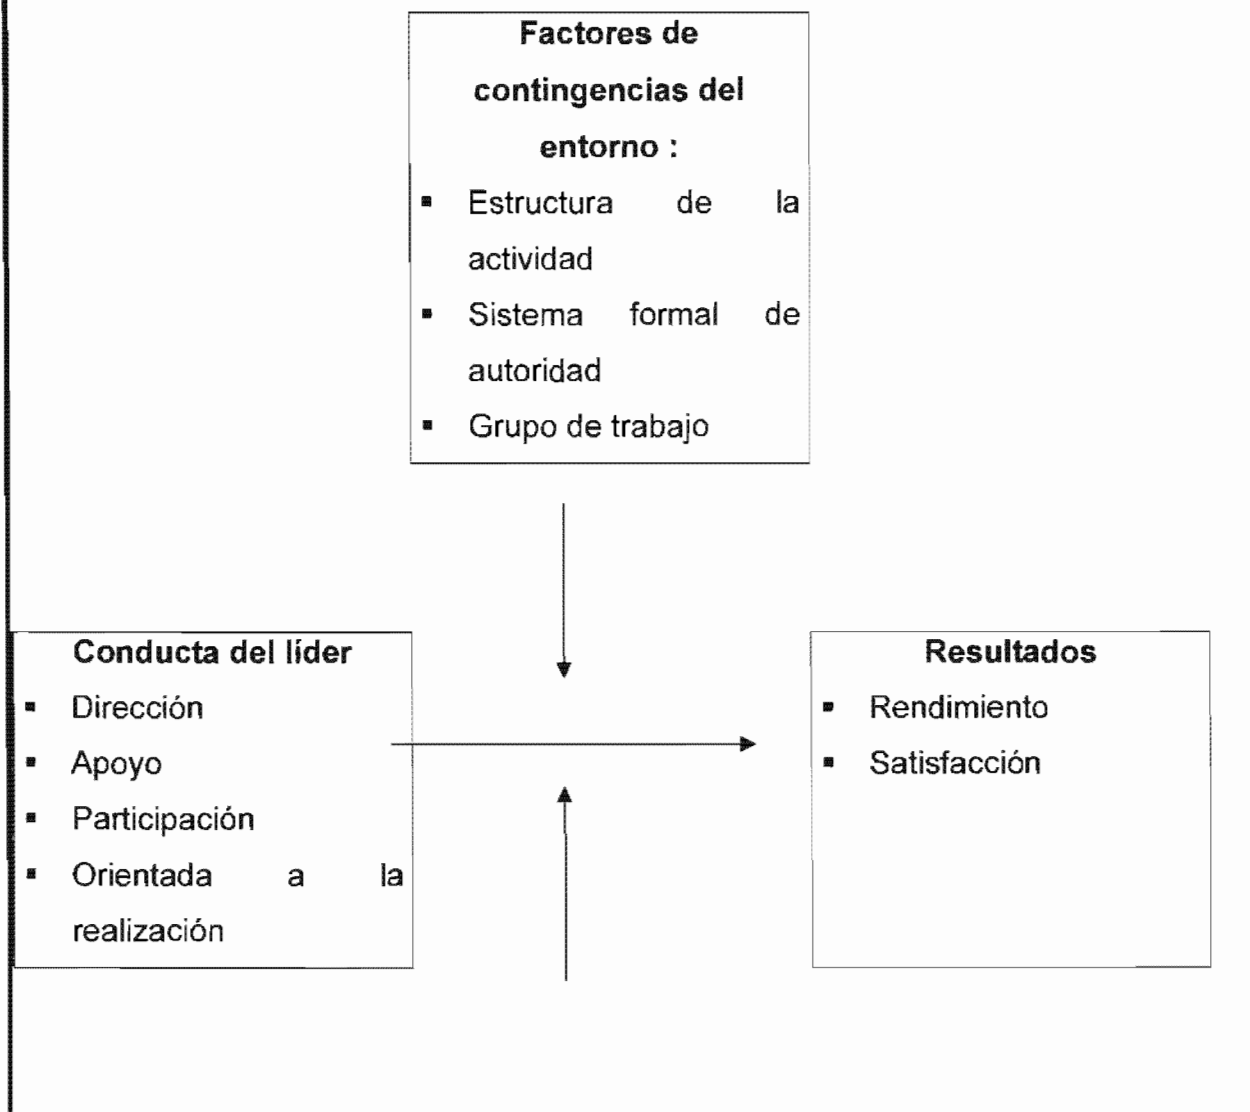 Factores de
contingencias del
entorno :
▪ Estructura de la
actividad
▪ Sistema formal de
autoridad
▪ Grupo de trabajo
Conducta del líder
▪ Dirección
▪ Apoyo
▪ Participación
▪ Orientada a la
realización
Resultados
▪ Rendimiento
▪ Satisfacción